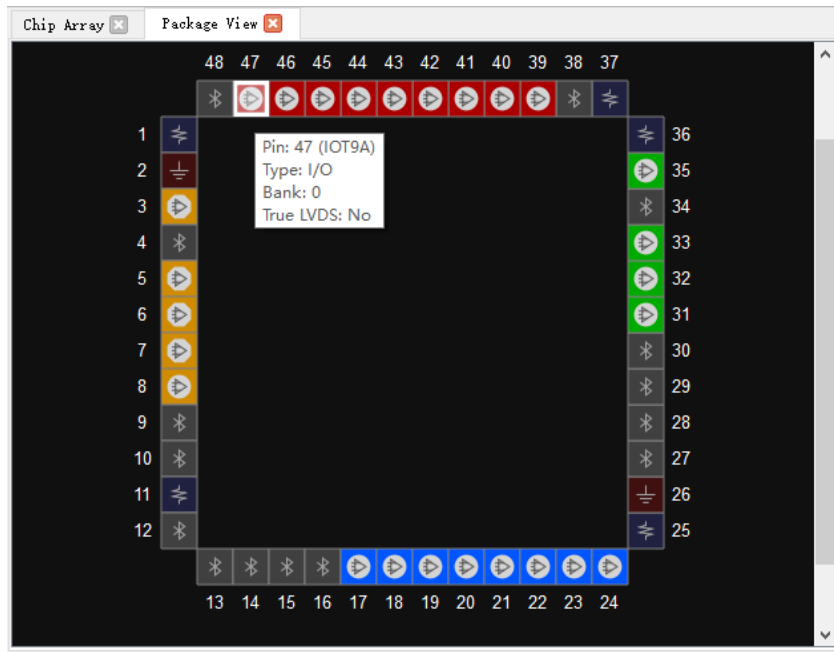 Chip Array
Package View
48 47 46 45 44 43 42 41 40 39 38 37
Pin: 47 (IOT9A)
Type: I/O
Bank: 0
True LVDS: No
1 36
2 35
3 34
4 33
5 32
6 31
7 30
8 29
9 28
10 27
11 26
12 25
13 14 15 16 17 18 19 20 21 22 23 24